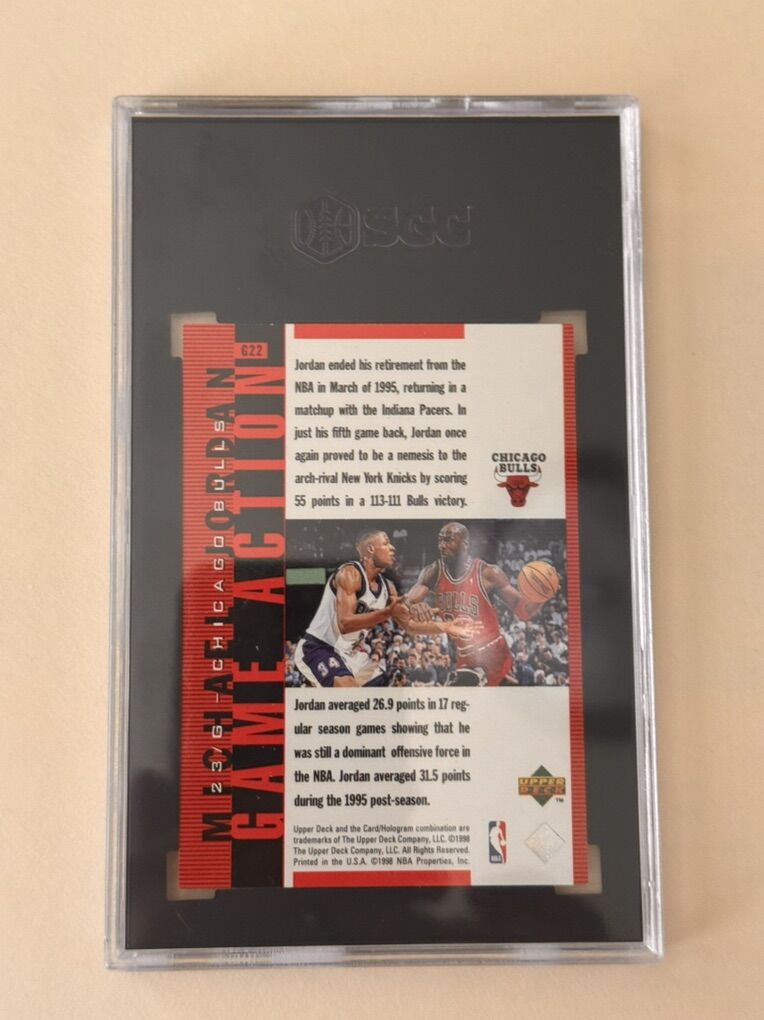 SGC
G22
MICHAEL JORDAN
23/G - CHICAGO BULLS
GAME ACTION
Jordan ended his retirement from the
NBA in March of 1995, returning in a
matchup with the Indiana Pacers. In
just his fifth game back, Jordan once
again proved to be a nemesis to the
arch-rival New York Knicks by scoring
55 points in a 113-111 Bulls victory.
CHICAGO
BULLS
34
BULLS
Jordan averaged 26.9 points in 17 reg-
ular season games showing that he
was still a dominant offensive force in
the NBA. Jordan averaged 31.5 points
during the 1995 post-season.
UPPER
DECK
TM
Upper Deck and the Card/Hologram combination are
trademarks of The Upper Deck Company, LLC. ©1998
The Upper Deck Company, LLC. All Rights Reserved.
Printed in the U.S.A. ©1998 NBA Properties, Inc.
NBA